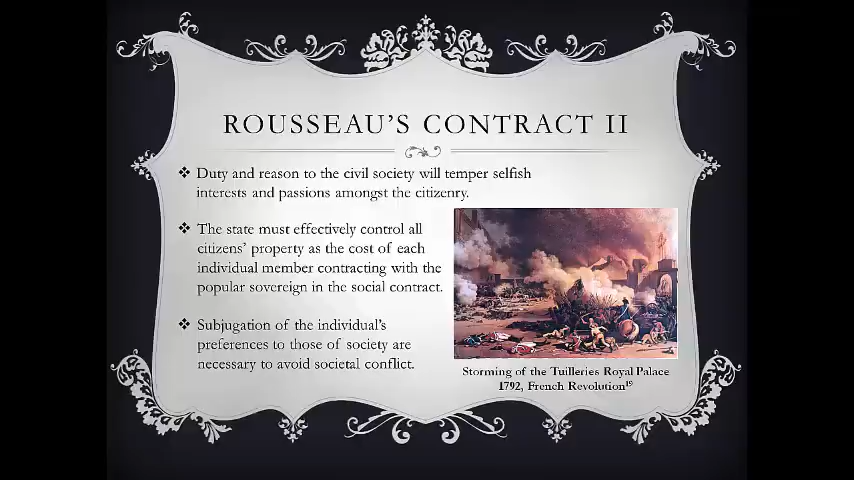 ROUSSEAU'S CONTRACT II
❖ Duty and reason to the civil society will temper selfish
interests and passions amongst the citizenry.
❖ The state must effectively control all
citizens' property as the cost of each
individual member contracting with the
popular sovereign in the social contract.
❖ Subjugation of the individual's
preferences to those of society are
necessary to avoid societal conflict.
Storming of the Tuilleries Royal Palace
1792, French Revolution¹⁹